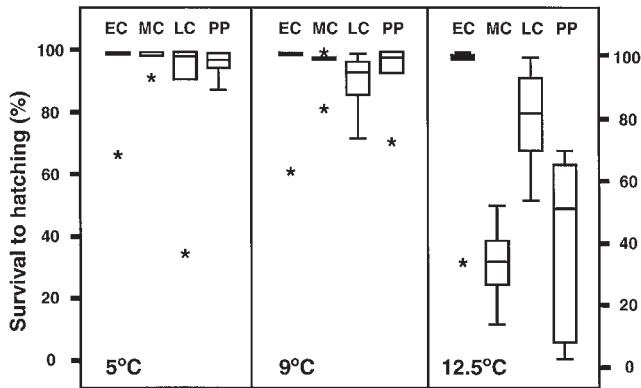 EC MC LC PP EC MC LC PP EC MC LC PP
100 100
80 80
60 60
40 40
20 20
0 0
Survival to hatching (%)
5°C 9°C 12.5°C